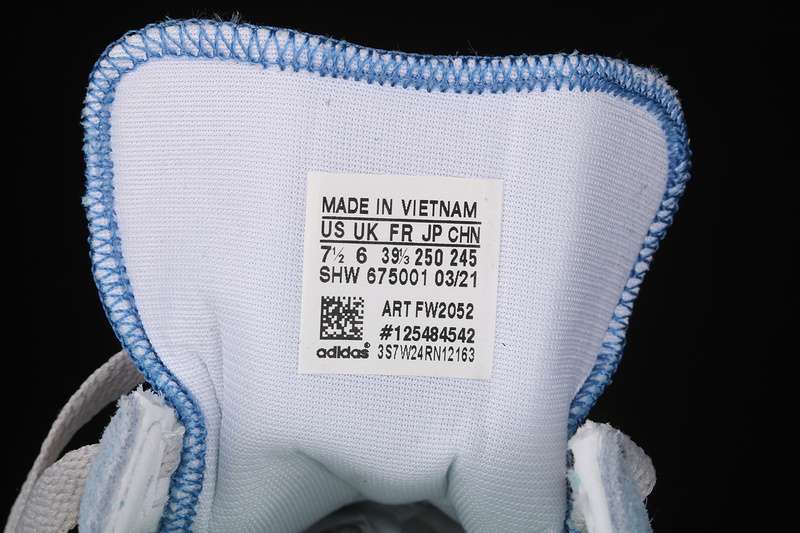 MADE IN VIETNAM
US UK FR JP CHN
7½ 6 39⅓ 250 245
SHW 675001 03/21
ART FW2052
#125484542
adidas® 3S7W24RN12163